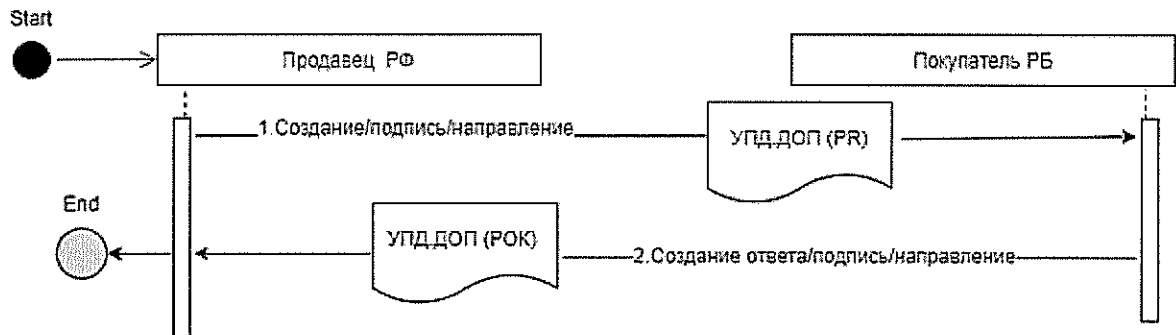 Start
Продавец РФ
Покупатель РБ
1.Создание/подпись/направление
УПД.ДОП (PR)
End
УПД.ДОП (POK)
2.Создание ответа/подпись/направление